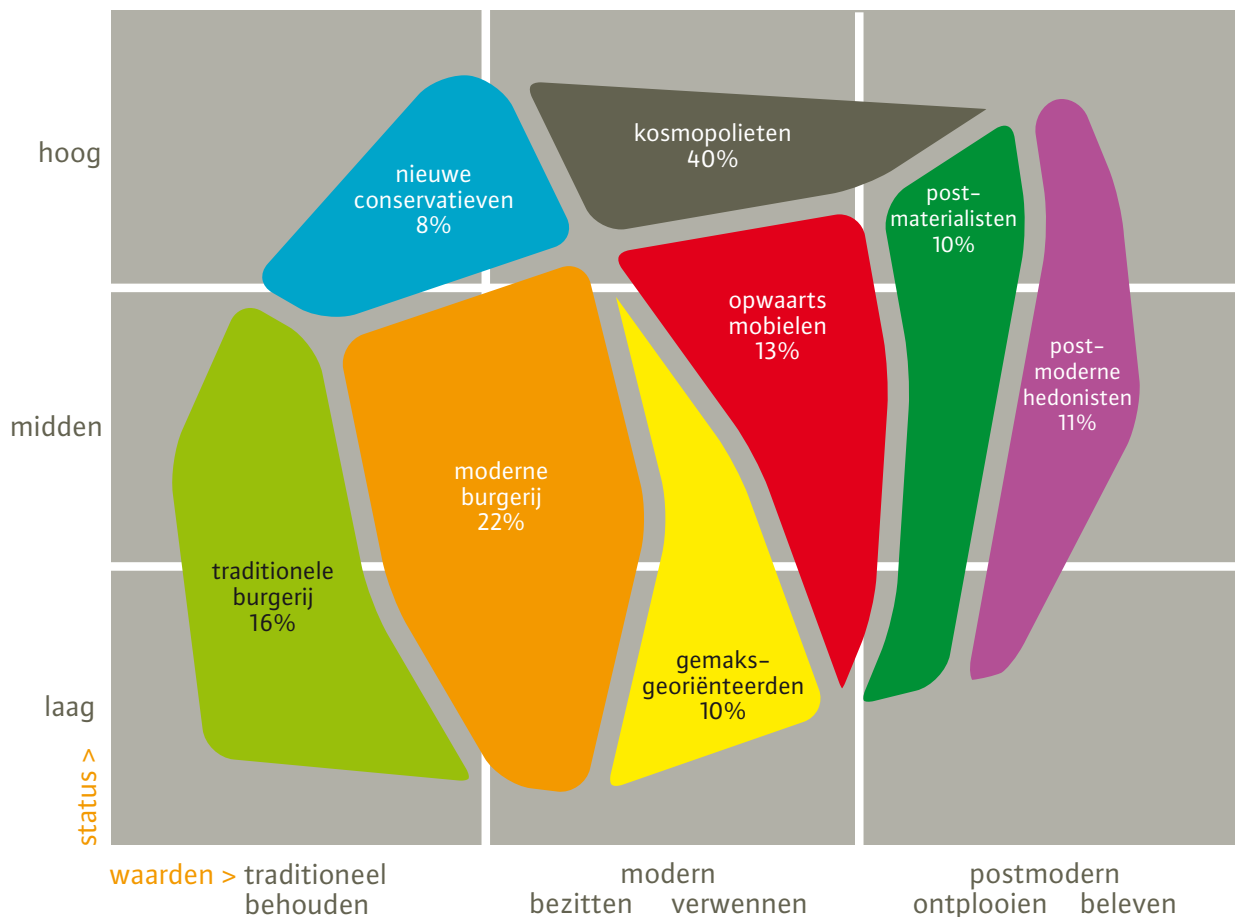 hoog
kosmopolieten
40%
nieuwe
conservatieven
8%
post-
materialisten
10%
opwaarts
mobielen
13%
post-
moderne
hedonisten
11%
midden
moderne
burgerij
22%
traditionele
burgerij
16%
gemaks-
georiënteerden
10%
laag
status >
waarden > traditioneel modern postmodern
behouden bezitten verwennen ontplooien beleven